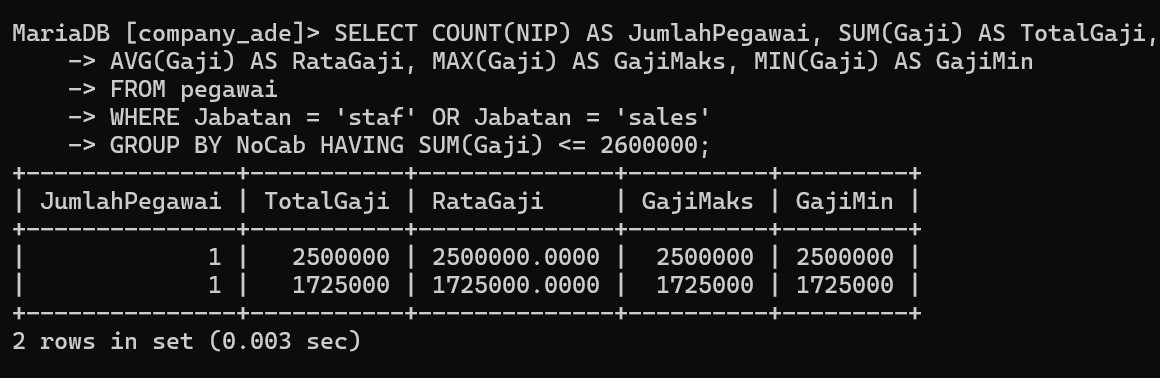 MariaDB [company_ade]> SELECT COUNT(NIP) AS JumlahPegawai, SUM(Gaji) AS TotalGaji,
    -> AVG(Gaji) AS RataGaji, MAX(Gaji) AS GajiMaks, MIN(Gaji) AS GajiMin
    -> FROM pegawai
    -> WHERE Jabatan = 'staf' OR Jabatan = 'sales'
    -> GROUP BY NoCab HAVING SUM(Gaji) <= 2600000;
+---------------+-----------+--------------+----------+---------+
| JumlahPegawai | TotalGaji | RataGaji     | GajiMaks | GajiMin |
+---------------+-----------+--------------+----------+---------+
|             1 |   2500000 | 2500000.0000 |  2500000 | 2500000 |
|             1 |   1725000 | 1725000.0000 |  1725000 | 1725000 |
+---------------+-----------+--------------+----------+---------+
2 rows in set (0.003 sec)